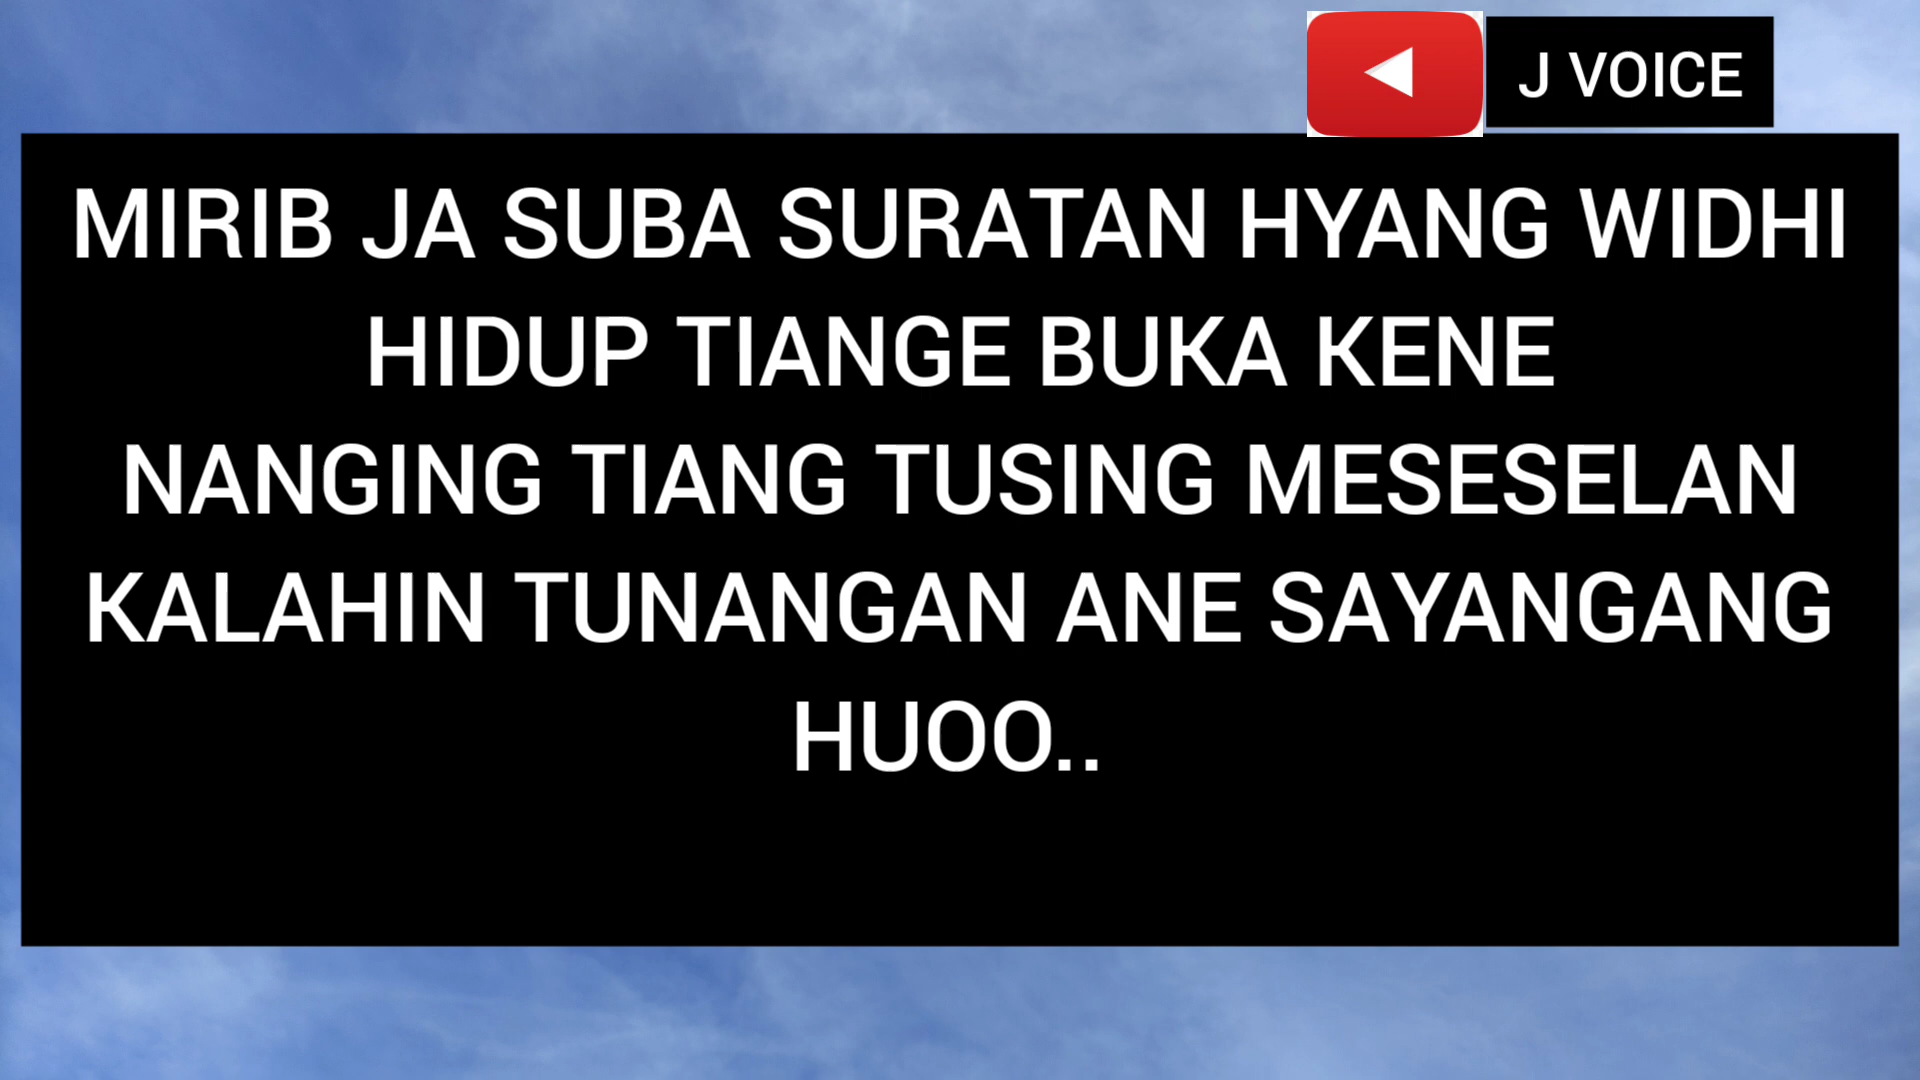 J VOICE
MIRIB JA SUBA SURATAN HYANG WIDHI
HIDUP TIANGE BUKA KENE
NANGING TIANG TUSING MESESELAN
KALAHIN TUNANGAN ANE SAYANGANG
HUOO..